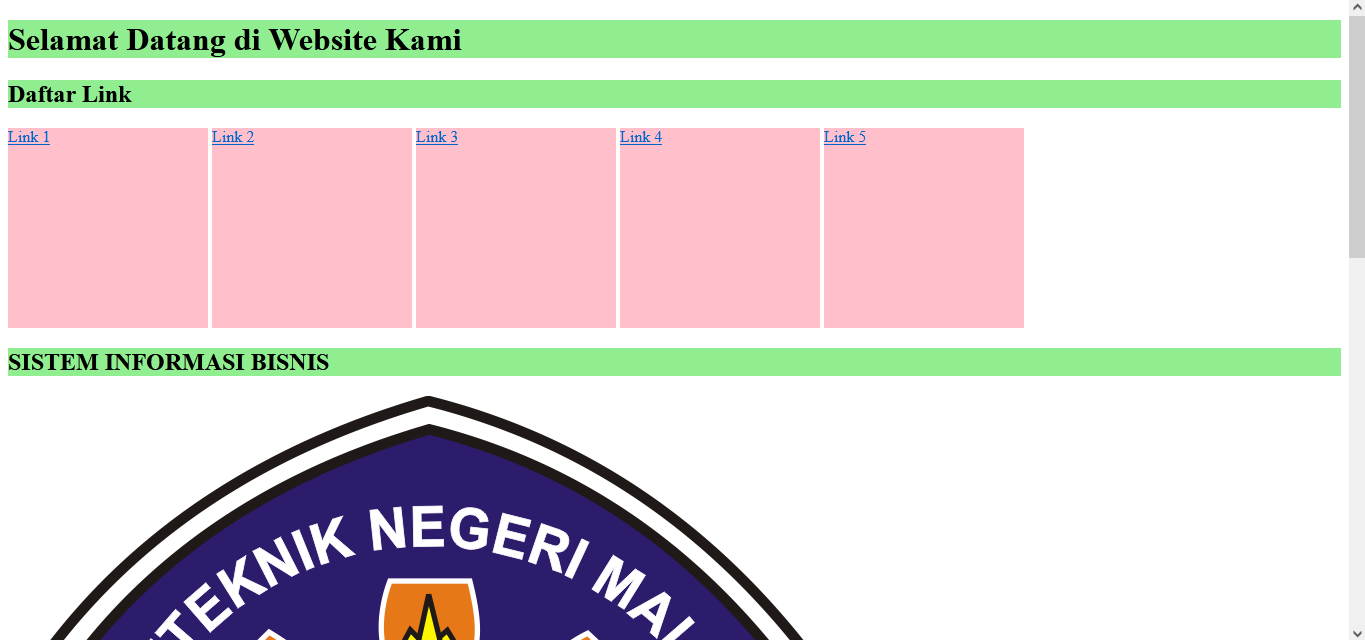 Selamat Datang di Website Kami
Daftar Link
Link 1 Link 2 Link 3 Link 4 Link 5
SISTEM INFORMASI BISNIS
TEKNIK NEGERI MAL